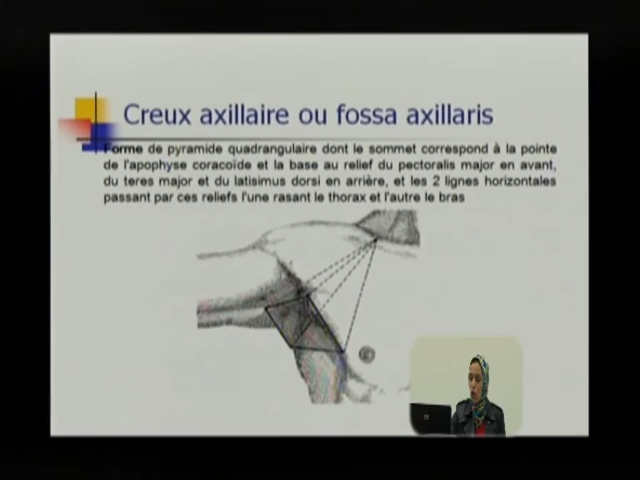 Creux axillaire ou fossa axillaris
Forme de pyramide quadrangulaire dont le sommet correspond à la pointe
de l'apophyse coracoïde et la base au relief du pectoralis major en avant,
du teres major et du latisimus dorsi en arrière, et les 2 lignes horizontales
passant par ces reliefs l'une rasant le thorax et l'autre le bras